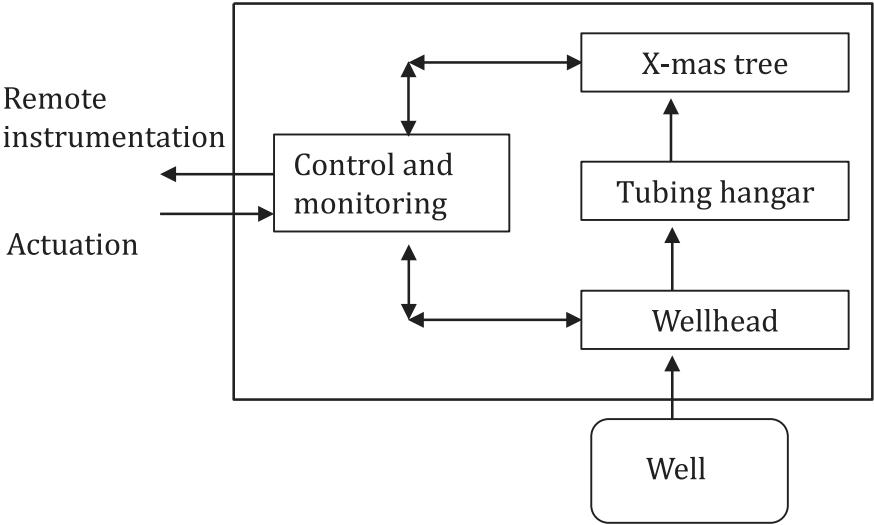 X-mas tree
Remote
instrumentation
Control and
monitoring
Tubing hangar
Actuation
Wellhead
Well